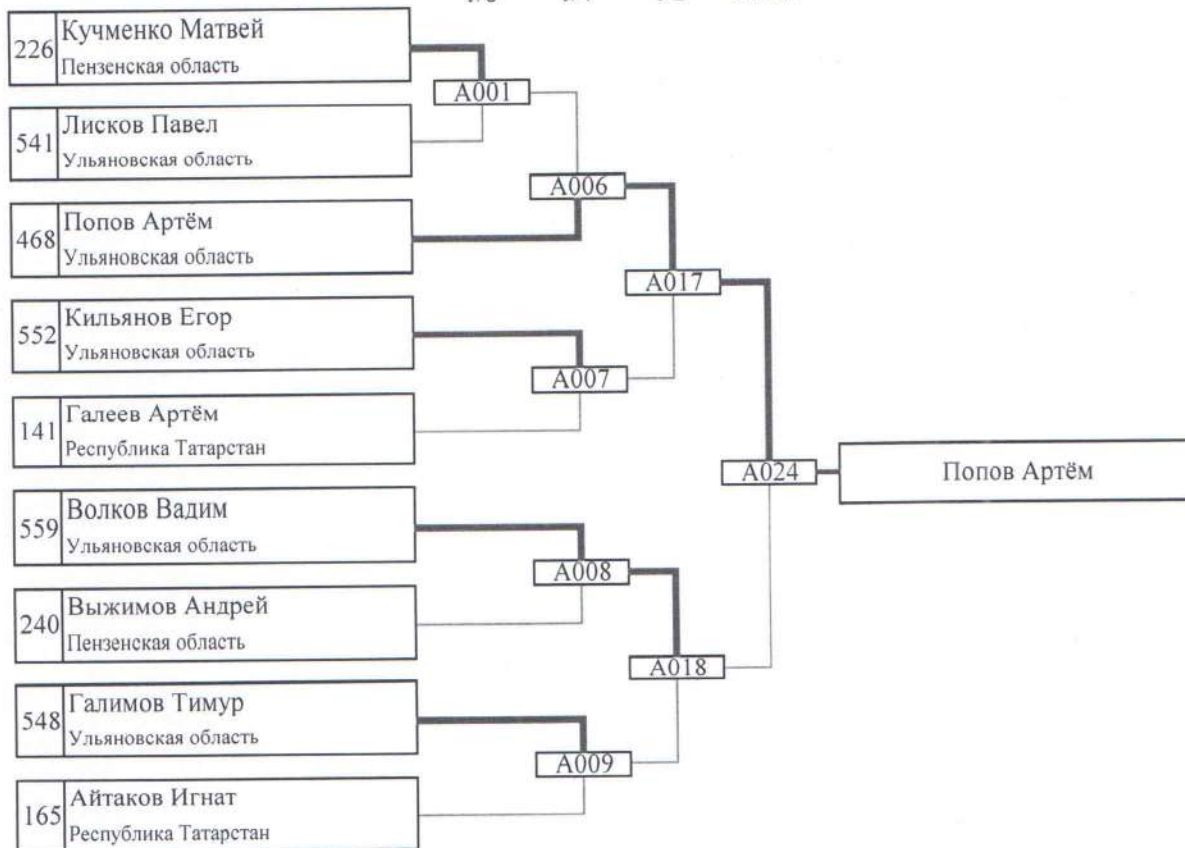 226
Кучменко Матвей
Пензенская область
A001
541
Лисков Павел
Ульяновская область
A006
468
Попов Артём
Ульяновская область
A017
552
Кильянов Егор
Ульяновская область
A007
141
Галеев Артём
Республика Татарстан
A024
Попов Артём
559
Волков Вадим
Ульяновская область
A008
240
Выжимов Андрей
Пензенская область
A018
548
Галимов Тимур
Ульяновская область
A009
165
Айтаков Игнат
Республика Татарстан